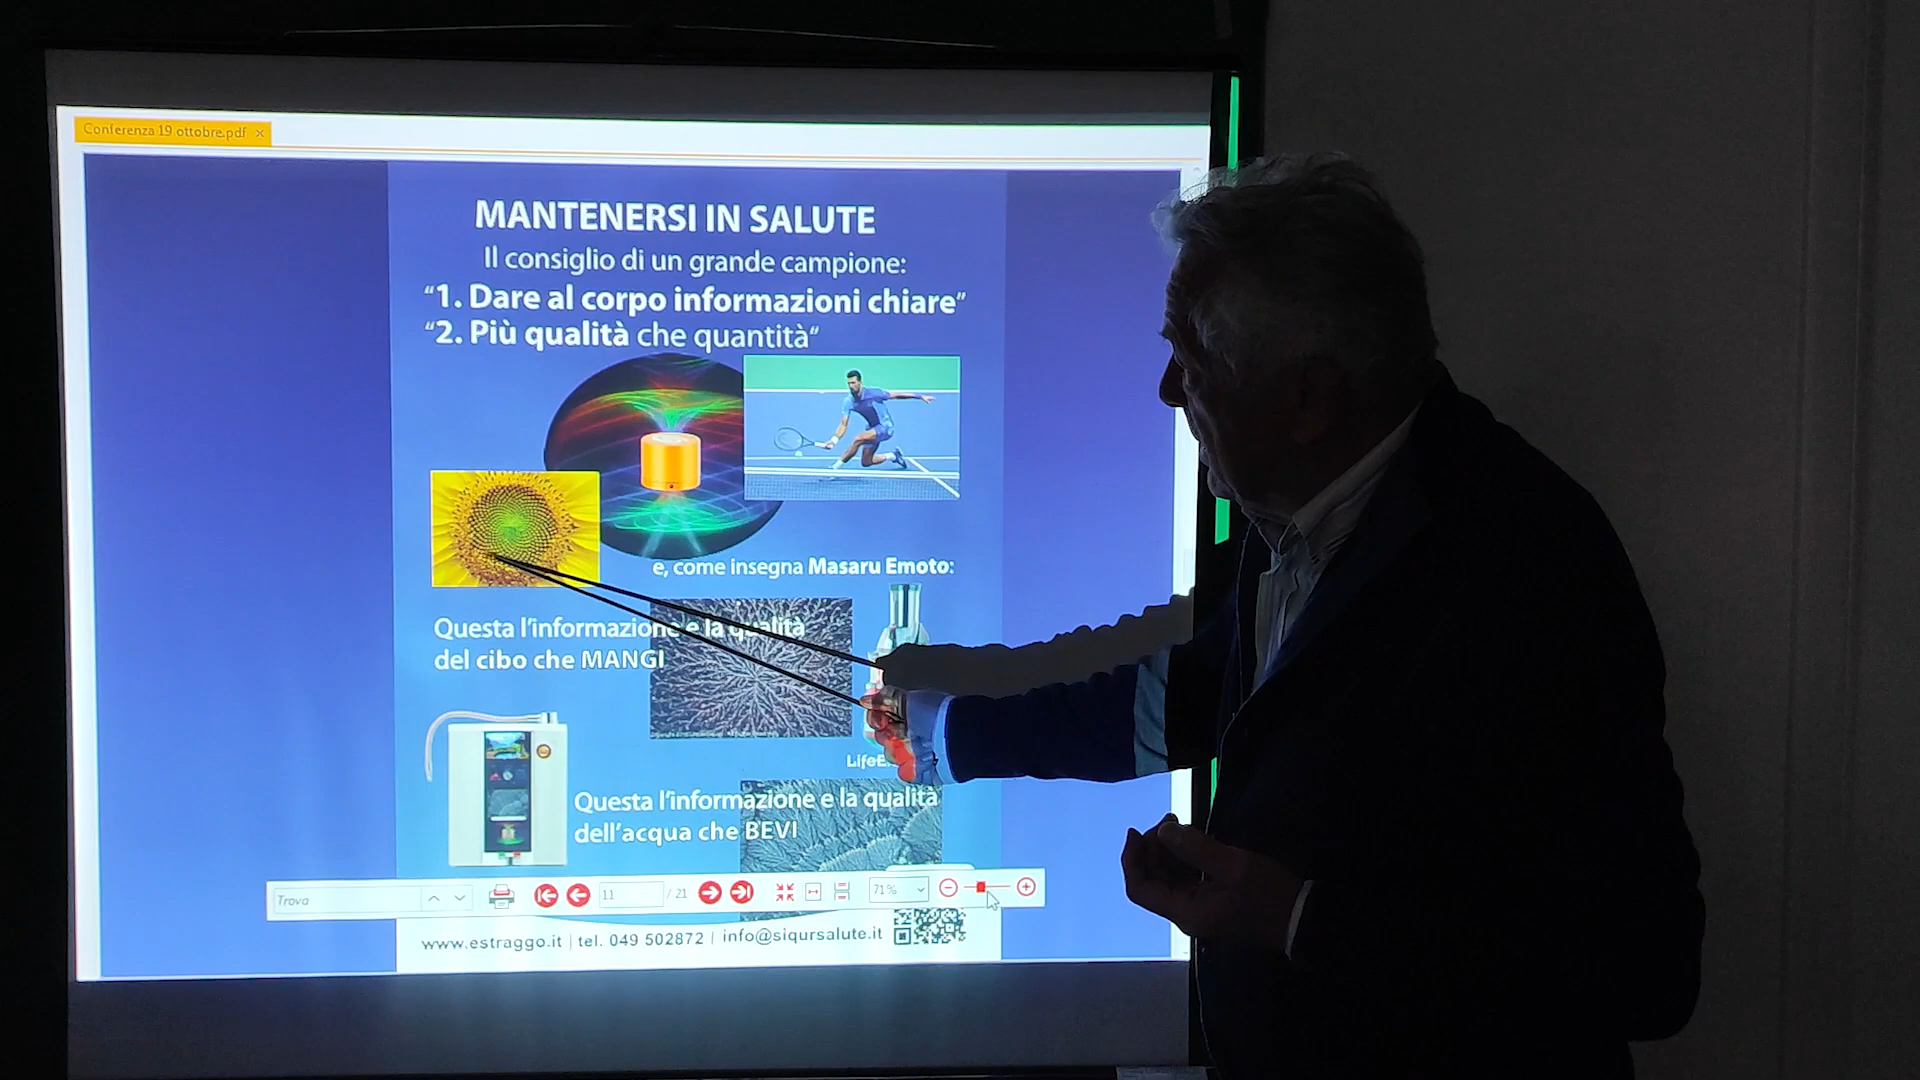 Conferenza 19 ottobre.pdf ×
MANTENERSI IN SALUTE
Il consiglio di un grande campione:
“1. Dare al corpo informazioni chiare”
“2. Più qualità che quantità“
e, come insegna Masaru Emoto:
Questa l’informazione e la qualità
del cibo che MANGI
Questa l’informazione e la qualità
dell’acqua che BEVI
Trova
11
/ 21
71%
www.estraggo.it | tel. 049 502872 | info@siqursalute.it